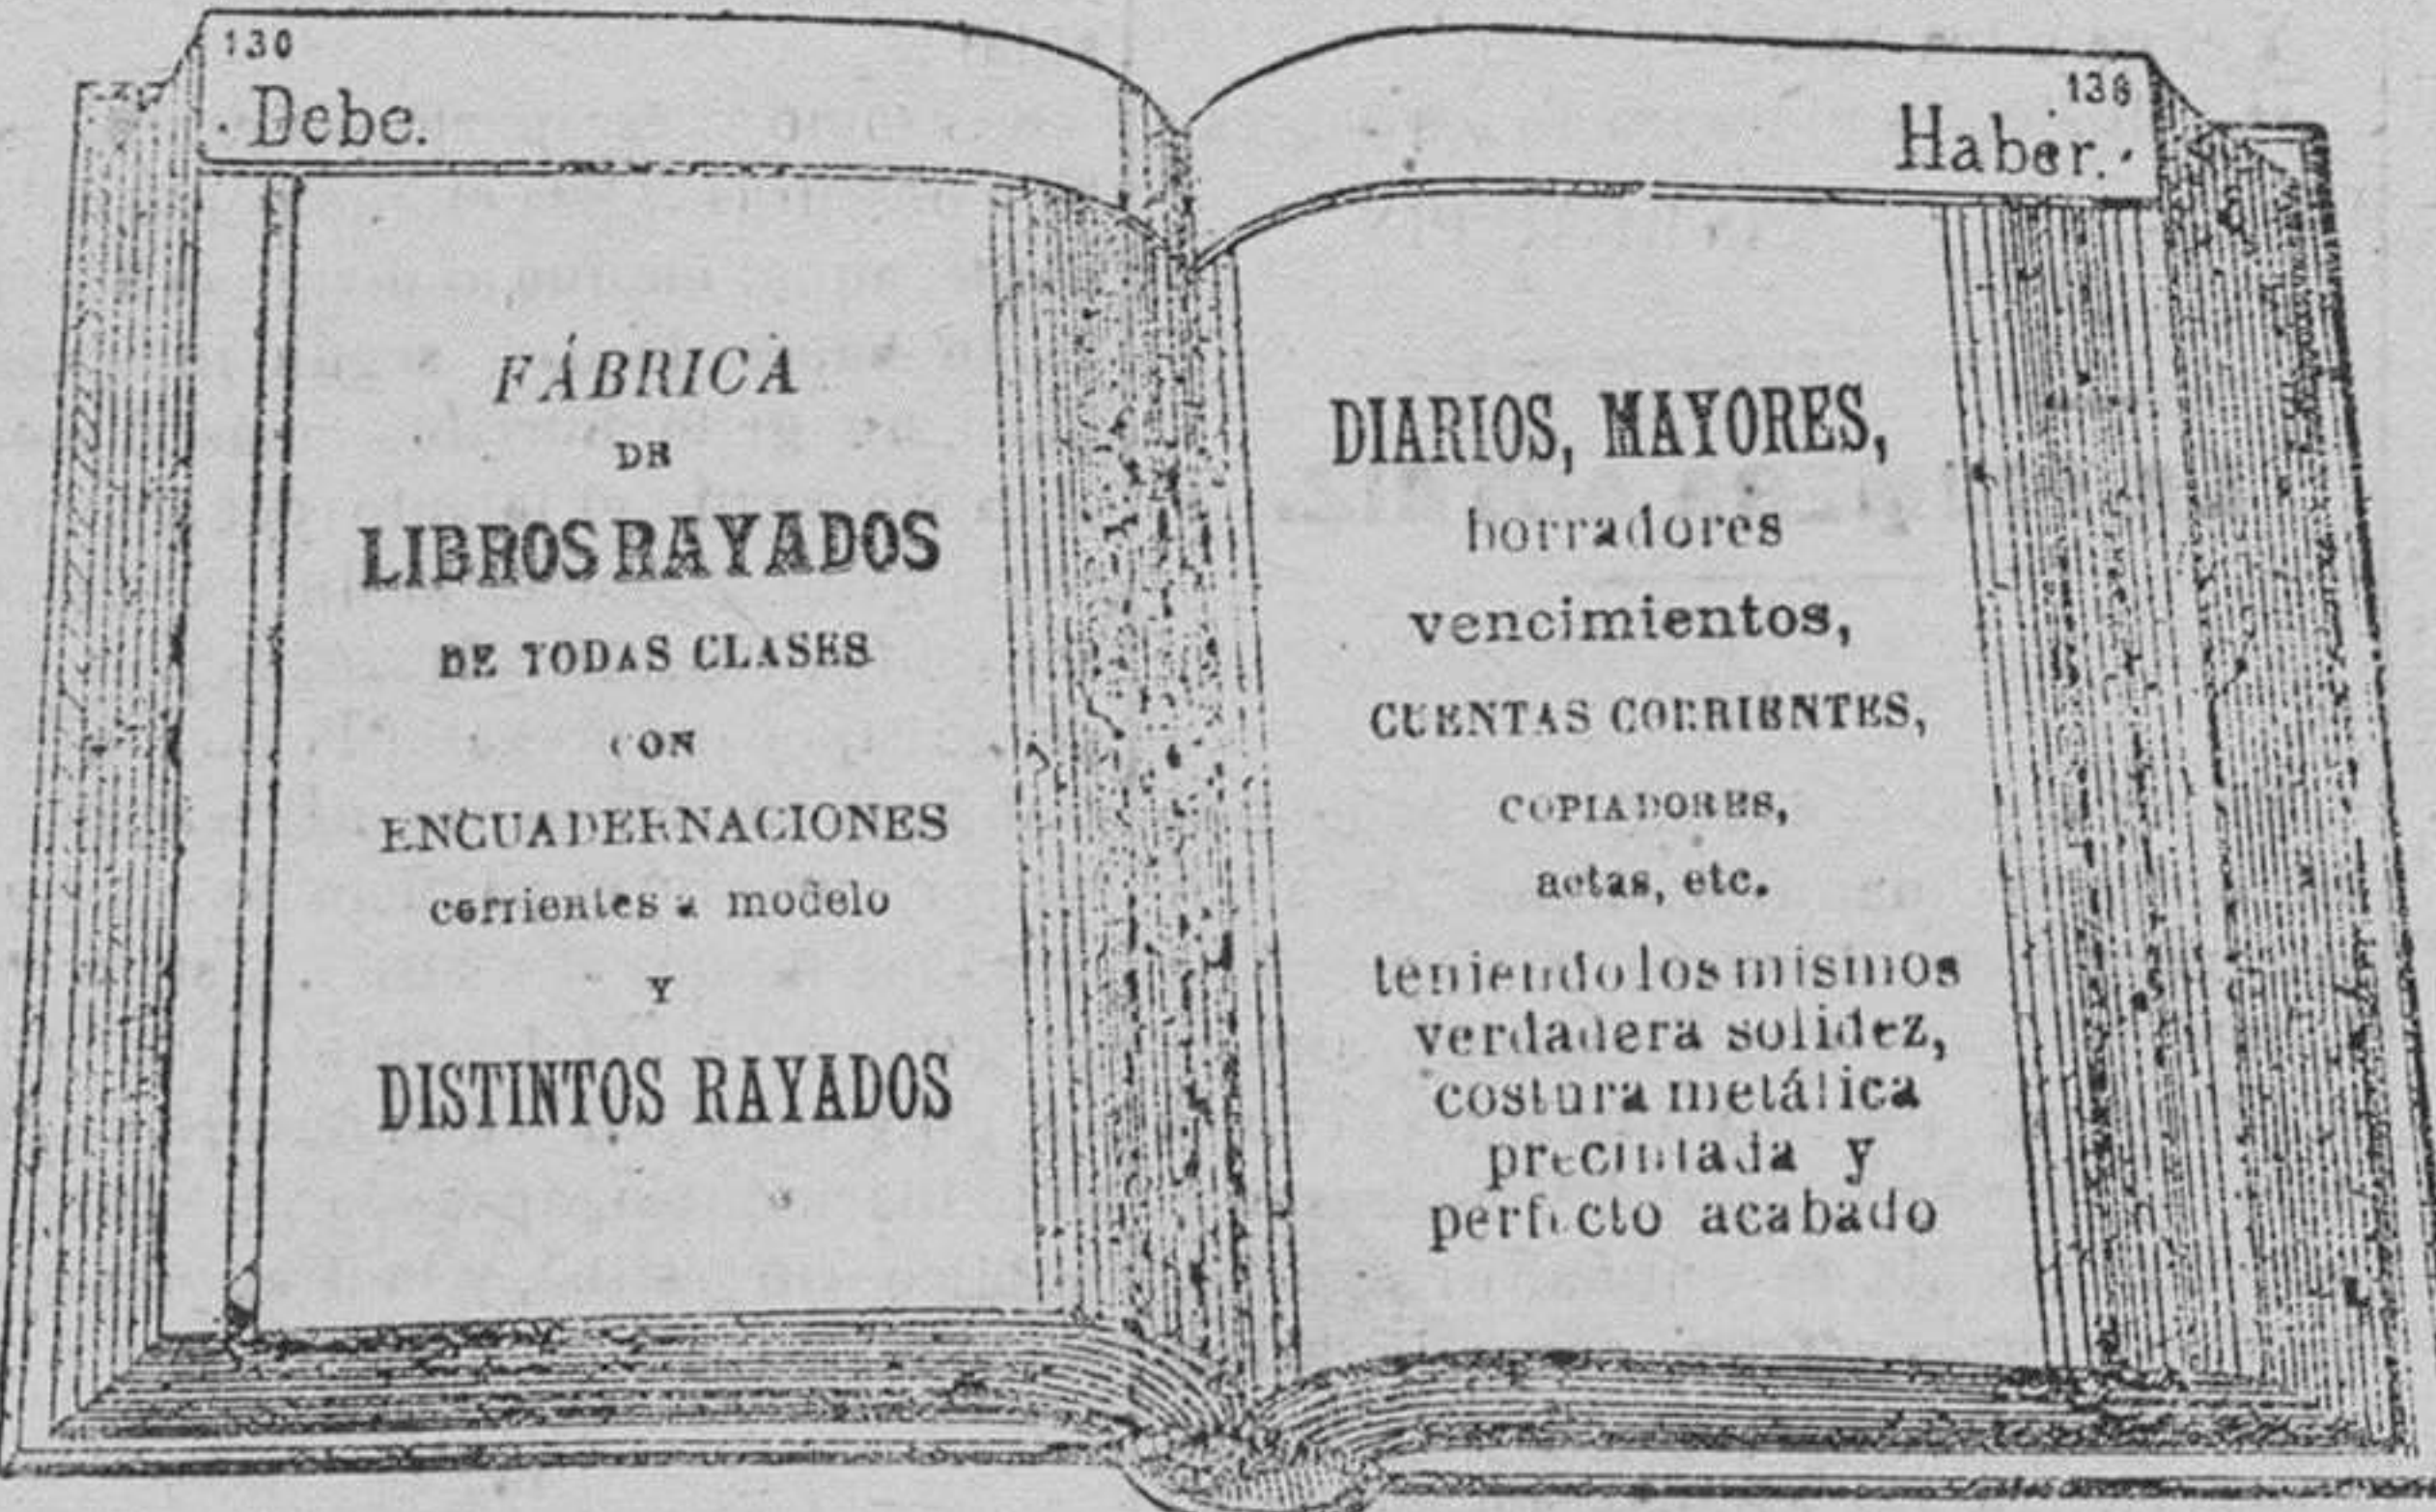 130
Debe.
FÁBRICA
DE
LIBROS RAYADOS
DE TODAS CLASES
CON
ENCUADERNACIONES
corrientes a modelo
Y
DISTINTOS RAYADOS
136
Haber.
DIARIOS, MAYORES,
borradores
vencimientos,
CUENTAS CORRIENTES,
COPIADORES,
actas, etc.
teniendo los mismos
verdadera solidez,
costura metálica
precintada y
perfecto acabado